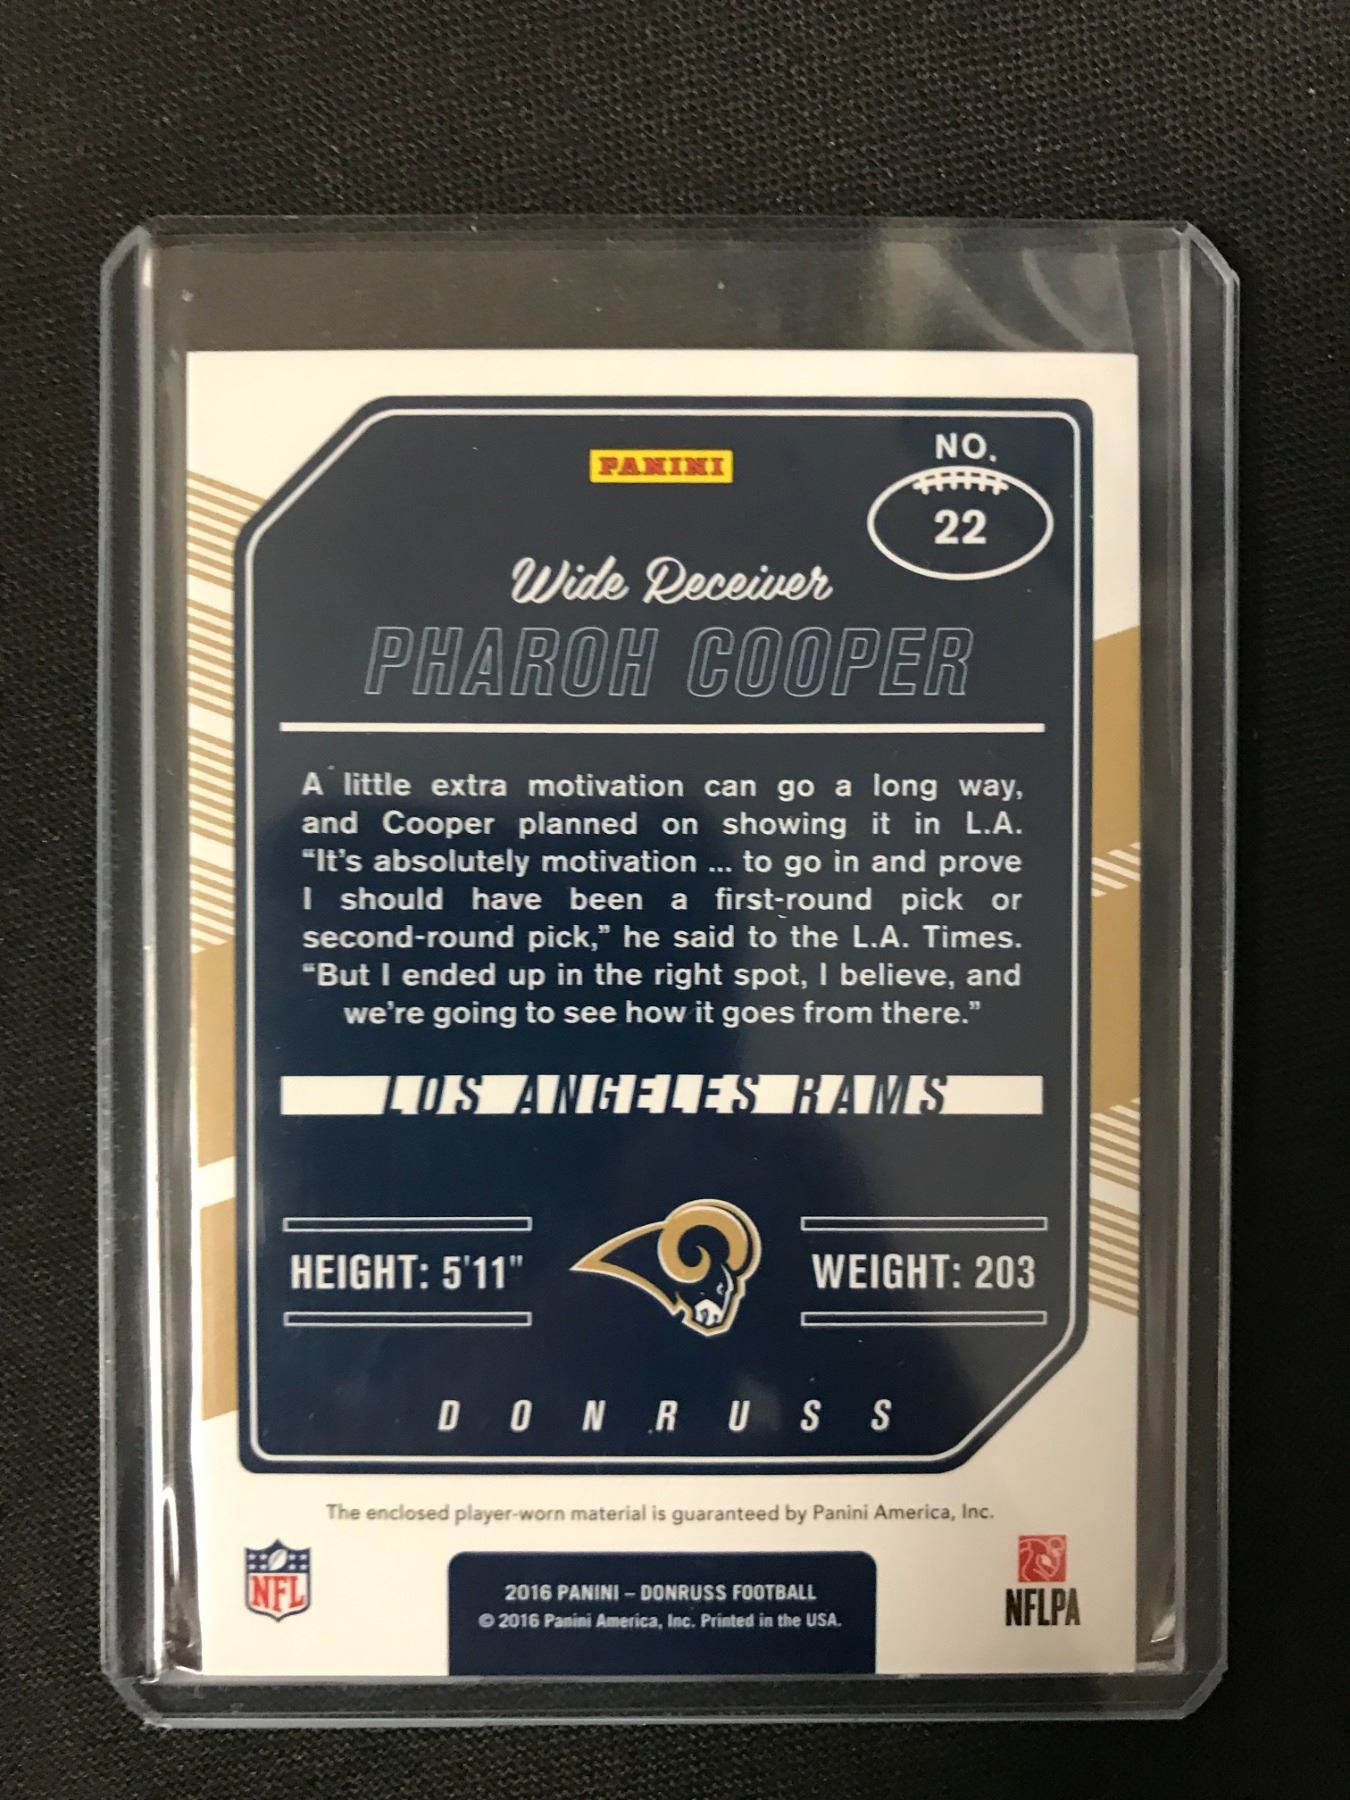 PANINI
NO.
22
Wide Receiver
PHAROH COOPER
A little extra motivation can go a long way,
and Cooper planned on showing it in L.A.
“It’s absolutely motivation ... to go in and prove
I should have been a first-round pick or
second-round pick,” he said to the L.A. Times.
“But I ended up in the right spot, I believe, and
we’re going to see how it goes from there.”
LOS ANGELES RAMS
HEIGHT: 5'11"
WEIGHT: 203
DONRUSS
The enclosed player-worn material is guaranteed by Panini America, Inc.
NFL
2016 PANINI – DONRUSS FOOTBALL
© 2016 Panini America, Inc. Printed in the USA.
NFLPA